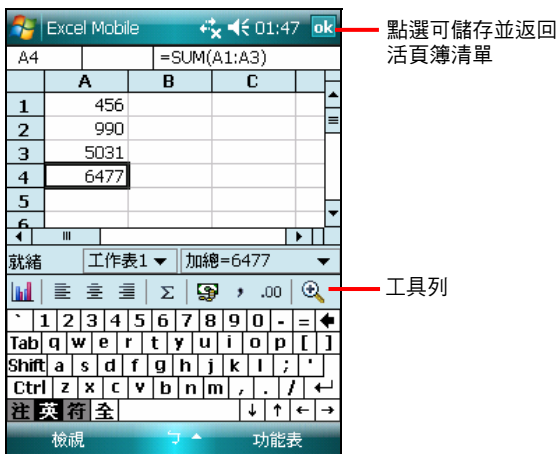 Excel Mobile 01:47 ok
點選可儲存並返回
活頁簿清單
A4 =SUM(A1:A3)
A B C
1 456
2 990
3 5031
4 6477
5
6
就緒 工作表1 加總=6477
.00
工具列
` 1 2 3 4 5 6 7 8 9 0 - =
Tab q w e r t y u i o p [ ]
Shift a s d f g h j k l ; '
Ctrl z x c v b n m , . /
注 英 符 全 ↓ ↑ ← →
檢視 ㄅ 功能表